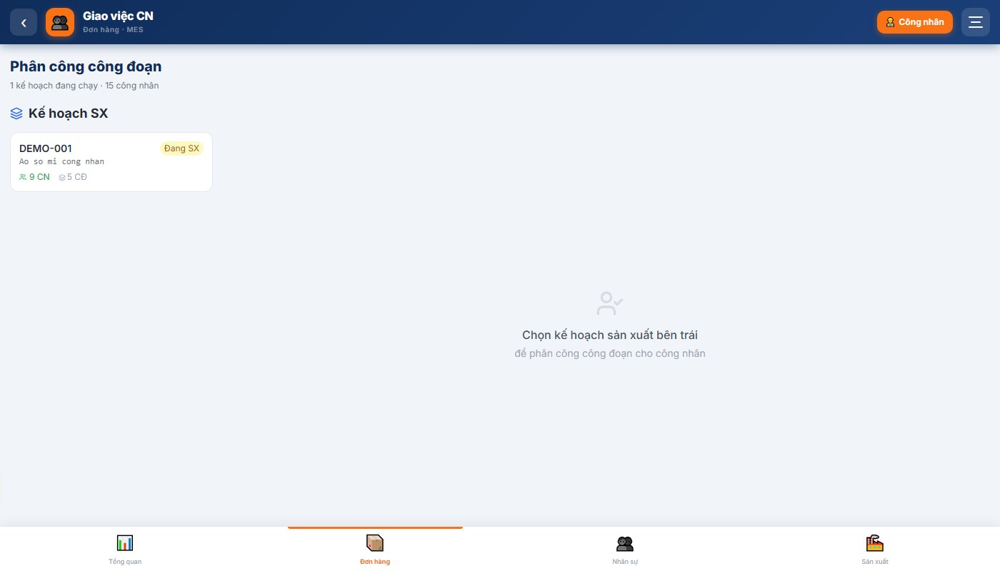 Giao việc CN
Đơn hàng · MES
Công nhân
Phân công công đoạn
1 kế hoạch đang chạy · 15 công nhân
Kế hoạch SX
DEMO-001
Đang SX
Ao so mi cong nhan
9 CN
5 CĐ
Chọn kế hoạch sản xuất bên trái
để phân công công đoạn cho công nhân
Tổng quan
Đơn hàng
Nhân sự
Sản xuất